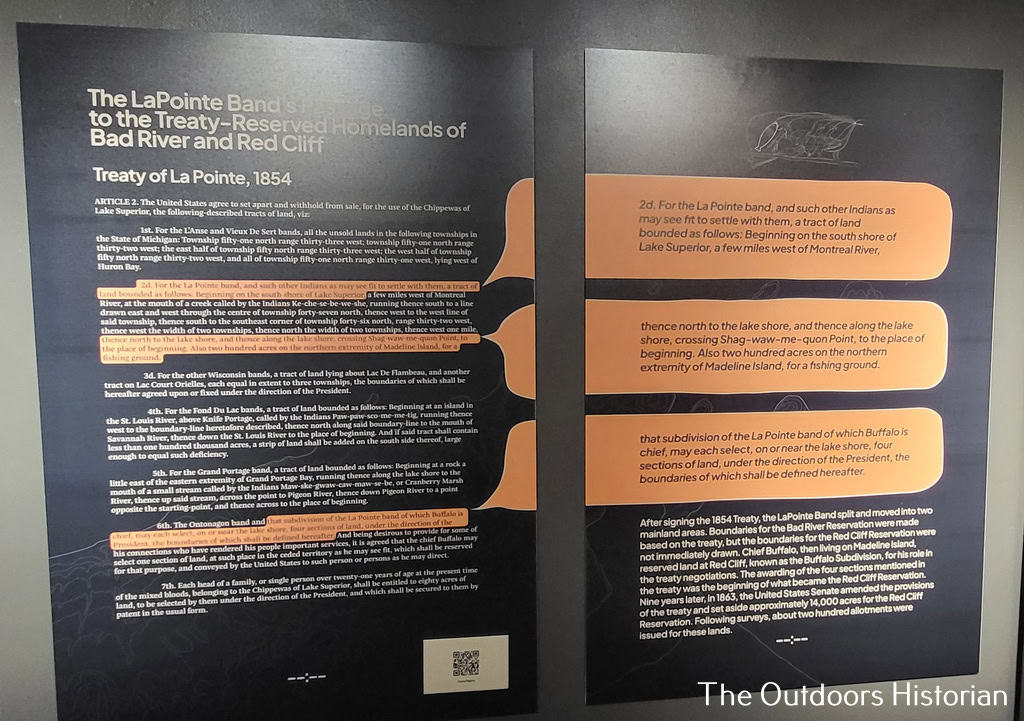 The LaPointe Band's
to the Treaty-Reserved Homelands of
Bad River and Red Cliff
Treaty of La Pointe, 1854
ARTICLE 2. The United States agree to set apart and withhold from sale, for the use of the Chippewas of
Lake Superior, the following-described tracts of land, viz:
1st. For the L'Anse and Vieux De Sert bands, all the unsold lands in the following townships in
the State of Michigan: Township fifty-one north range thirty-three west; township fifty-one north range
thirty-two west; the east half of township fifty north range thirty-three west; the west half of township
fifty north range thirty-two west, and all of township fifty-one north range thirty-one west, lying west of
Huron Bay.
2d. For the La Pointe band, and such other Indians as may see fit to settle with them, a tract of
land bounded as follows: Beginning on the south shore of Lake Superior, a few miles west of Montreal
River, at the mouth of a creek called by the Indians Ke-che-se-be-we-she, running thence south to a line
drawn east and west through the centre of township forty-seven north, thence west to the west line of
said township, thence south to the southeast corner of township forty-six north, range thirty-two west,
thence west the width of two townships, thence north the width of two townships, thence west one mile,
thence north to the lake shore, and thence along the lake shore, crossing Shag-waw-me-quon Point, to
the place of beginning. Also two hundred acres on the northern extremity of Madeline Island, for a
fishing ground.
3d. For the other Wisconsin bands, a tract of land lying about Lac De Flambeau, and another
tract on Lac Court Orielles, each equal in extent to three townships, the boundaries of which shall be
hereafter agreed upon or fixed under the direction of the President.
4th. For the Fond Du Lac bands, a tract of land bounded as follows: Beginning at an island in
the St. Louis River, above Knife Portage, called by the Indians Paw-paw-sco-me-me-tig, running thence
west to the boundary-line heretofore described, thence north along said boundary-line to the mouth of
Savannah River, thence down the St. Louis River to the place of beginning. And if said tract shall contain
less than one hundred thousand acres, a strip of land shall be added on the south side thereof, large
enough to equal such deficiency.
5th. For the Grand Portage band, a tract of land bounded as follows: Beginning at a rock a
little east of the eastern extremity of Grand Portage Bay, running thence along the lake shore to the
mouth of a small stream called by the Indians Maw-ske-gwaw-caw-maw-se-be, or Cranberry Marsh
River, thence up said stream, across the point to Pigeon River, thence down Pigeon River to a point
opposite the starting-point, and thence across to the place of beginning.
6th. The Ontonagon band and that subdivision of the La Pointe band of which Buffalo is
chief, may each select, on or near the lake shore, four sections of land, under the direction of the
President, the boundaries of which shall be defined hereafter. And being desirous to provide for some of
his connections who have rendered his people important services, it is agreed that the chief Buffalo may
select one section of land, at such place in the ceded territory as he may see fit, which shall be reserved
for that purpose, and conveyed by the United States to such person or persons as he may direct.
7th. Each head of a family, or single person over twenty-one years of age at the present time
of the mixed bloods, belonging to the Chippewas of Lake Superior, shall be entitled to eighty acres of
land, to be selected by them under the direction of the President, and which shall be secured to them by
patent in the usual form.
2d. For the La Pointe band, and such other Indians as
may see fit to settle with them, a tract of land
bounded as follows: Beginning on the south shore of
Lake Superior, a few miles west of Montreal River,
thence north to the lake shore, and thence along the lake
shore, crossing Shag-waw-me-quon Point, to the place of
beginning. Also two hundred acres on the northern
extremity of Madeline Island, for a fishing ground.
that subdivision of the La Pointe band of which Buffalo is
chief, may each select, on or near the lake shore, four
sections of land, under the direction of the President, the
boundaries of which shall be defined hereafter.
After signing the 1854 Treaty, the LaPointe Band split and moved into two
mainland areas. Boundaries for the Bad River Reservation were made
based on the treaty, but the boundaries for the Red Cliff Reservation were
not immediately drawn. Chief Buffalo, then living on Madeline Island,
reserved land at Red Cliff, known as the Buffalo Subdivision, for his role in
the treaty negotiations. The awarding of the four sections mentioned in
the treaty was the beginning of what became the Red Cliff Reservation.
Nine years later, in 1863, the United States Senate amended the provisions
of the treaty and set aside approximately 14,000 acres for the Red Cliff
Reservation. Following surveys, about two hundred allotments were
issued for these lands.
The Outdoors Historian